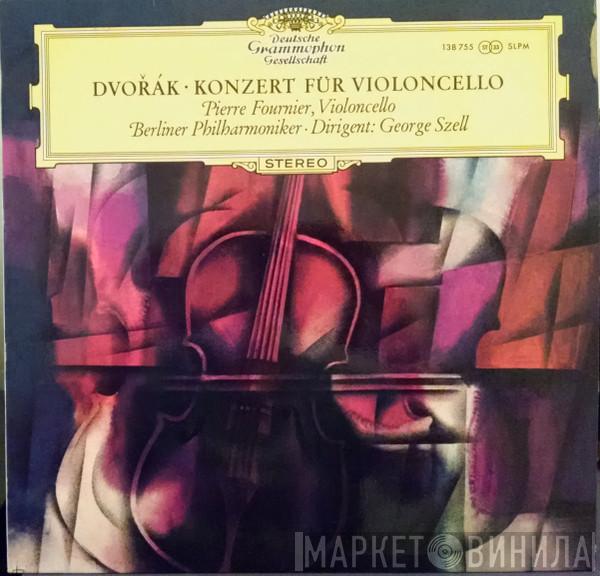 Deutsche
Grammophon
Gesellschaft
138 755 ST 33 SLPM
DVOŘÁK · KONZERT FÜR VIOLONCELLO
Pierre Fournier, Violoncello
Berliner Philharmoniker · Dirigent: George Szell
STEREO
МАРКЕТ ВИНИЛА